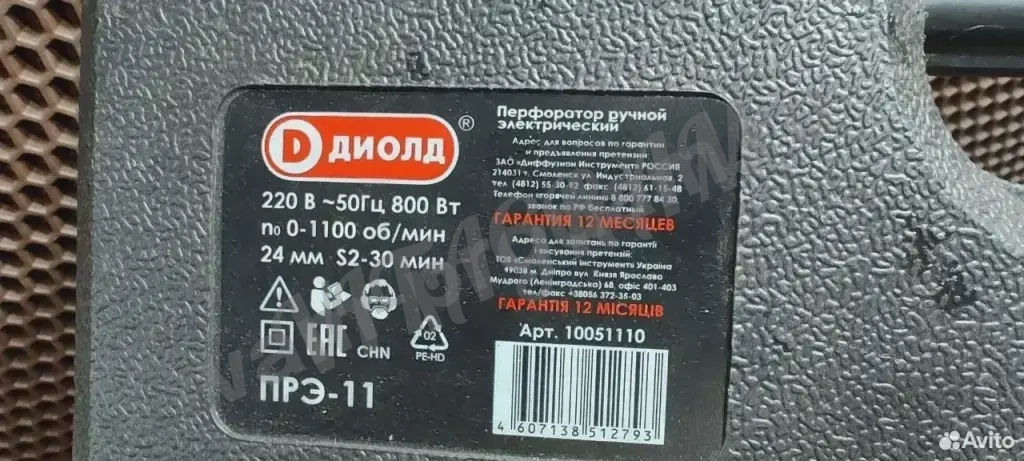 D ДИОЛД ®
220 В ~50Гц 800 Вт
n₀ 0-1100 об/мин
24 мм S2-30 мин
EAC CHN 02
PE-HD
ПРЭ-11
Перфоратор ручной
электрический
Адрес для вопросов по гарантии
и предъявления претензий:
ЗАО «Диффузион Инструмент» РОССИЯ
214031 г. Смоленск ул. Индустриальная, 2
тел (4812) 55-30-92 факс (4812) 61-15-48
Телефон «горячей линии» 8 800 777 84 30,
звонок по РФ бесплатный
ГАРАНТИЯ 12 МЕСЯЦЕВ
Адреса для запитань по гарантії
і висування претензій:
ТОВ «Смоленський інструмент» Україна
49038 м. Дніпро вул. Князя Ярослава
Мудрого (Ленінградська) 68, офіс 401-403
тел/факс +38056 372-35-03
ГАРАНТІЯ 12 МІСЯЦІВ
Арт. 10051110
4 607138 512793
Avito